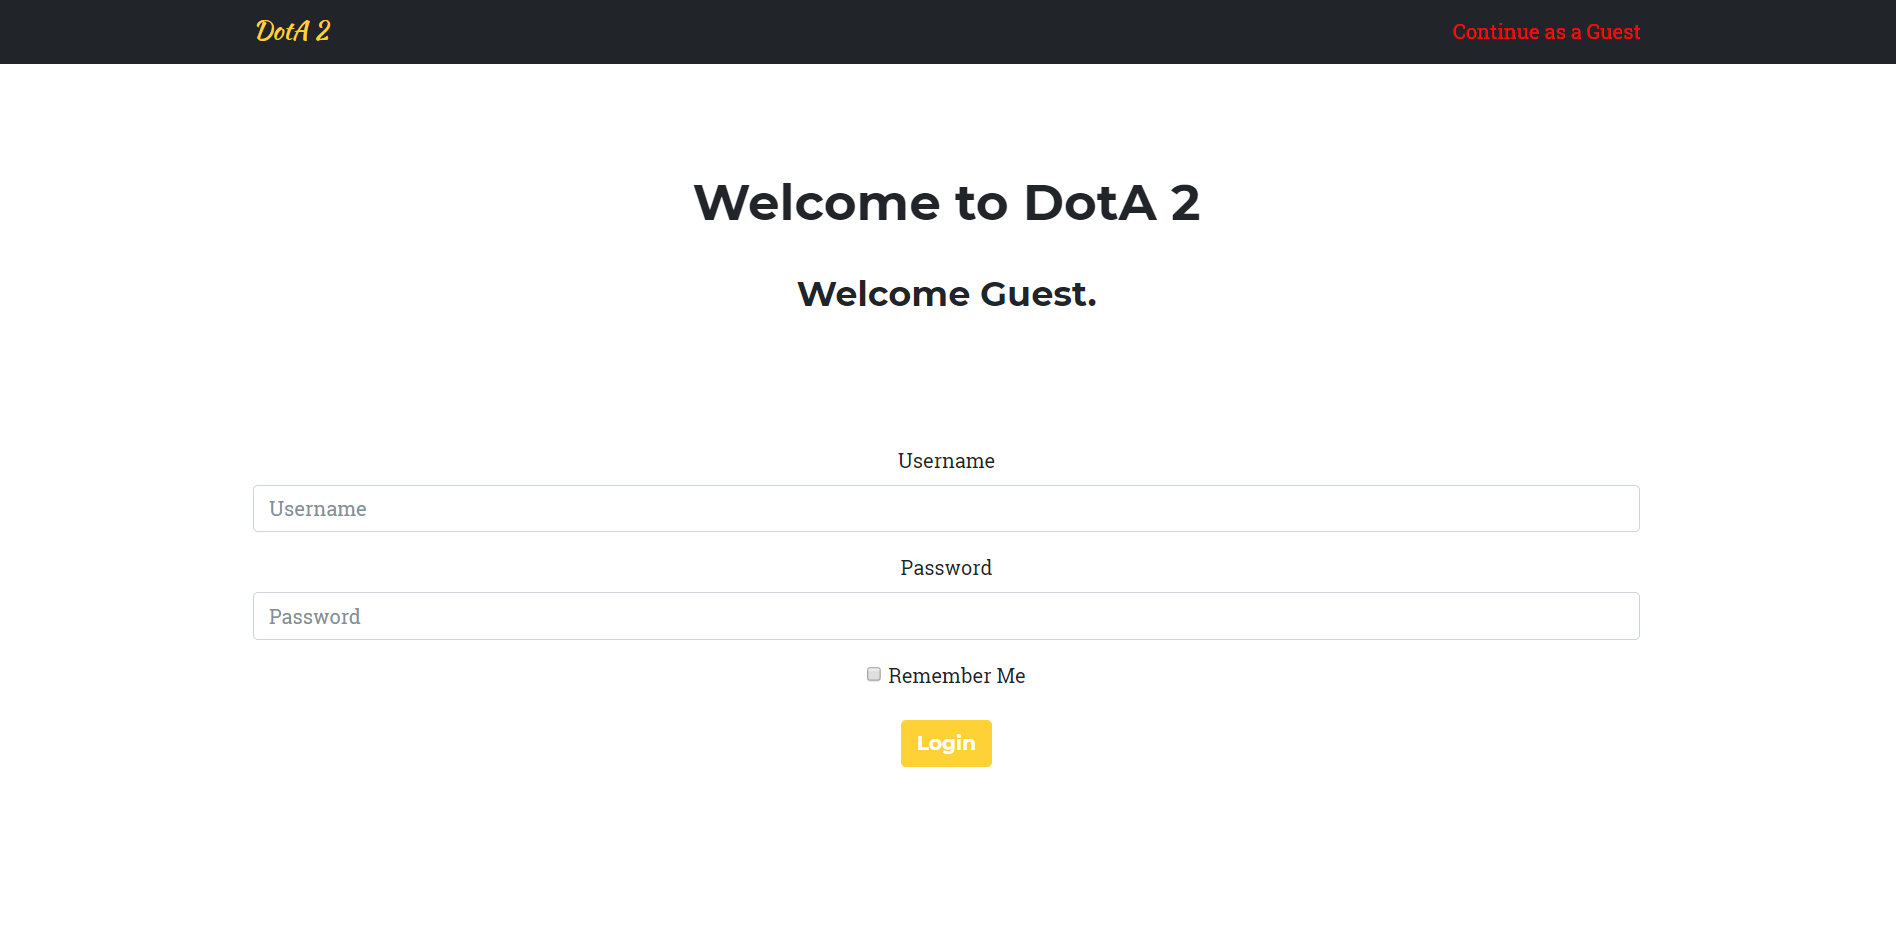 DotA 2
Continue as a Guest
Welcome to DotA 2
Welcome Guest.
Username
Username
Password
Password
Remember Me
Login